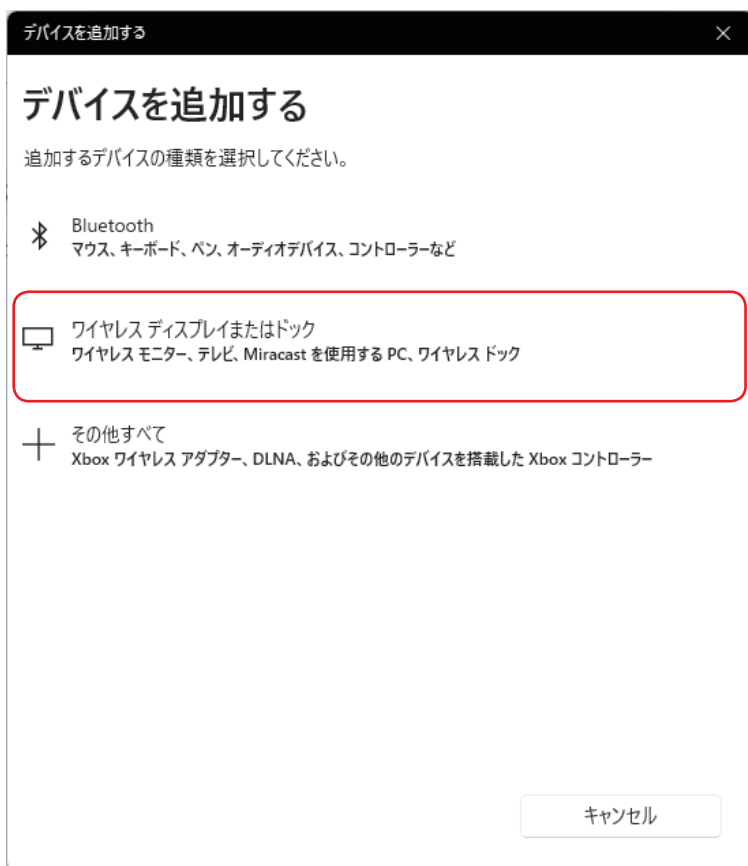 デバイスを追加する
デバイスを追加する
追加するデバイスの種類を選択してください。
Bluetooth
マウス、キーボード、ペン、オーディオデバイス、コントローラーなど
ワイヤレス ディスプレイまたはドック
ワイヤレス モニター、テレビ、Miracast を使用する PC、ワイヤレス ドック
その他すべて
Xbox ワイヤレス アダプター、DLNA、およびその他のデバイスを搭載した Xbox コントローラー
キャンセル